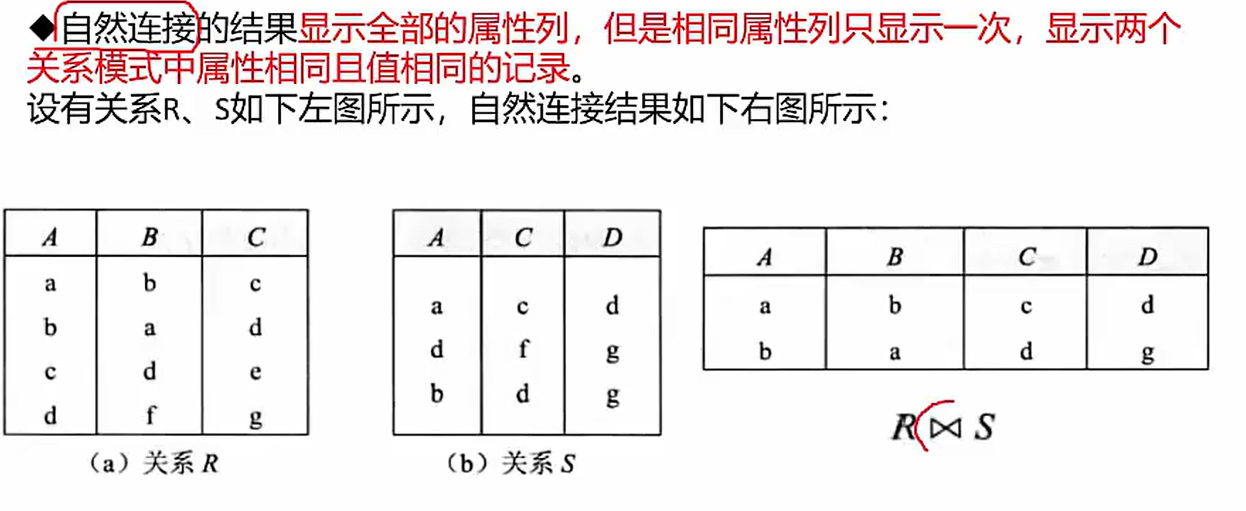 ◆自然连接的结果显示全部的属性列，但是相同属性列只显示一次，显示两个
关系模式中属性相同且值相同的记录。
设有关系R、S如下左图所示，自然连接结果如下右图所示：
A B C
a b c
b a d
c d e
d f g
(a) 关系 R
A C D
a c d
d f g
b d g
(b) 关系 S
A B C D
a b c d
b a d g
R⋈S